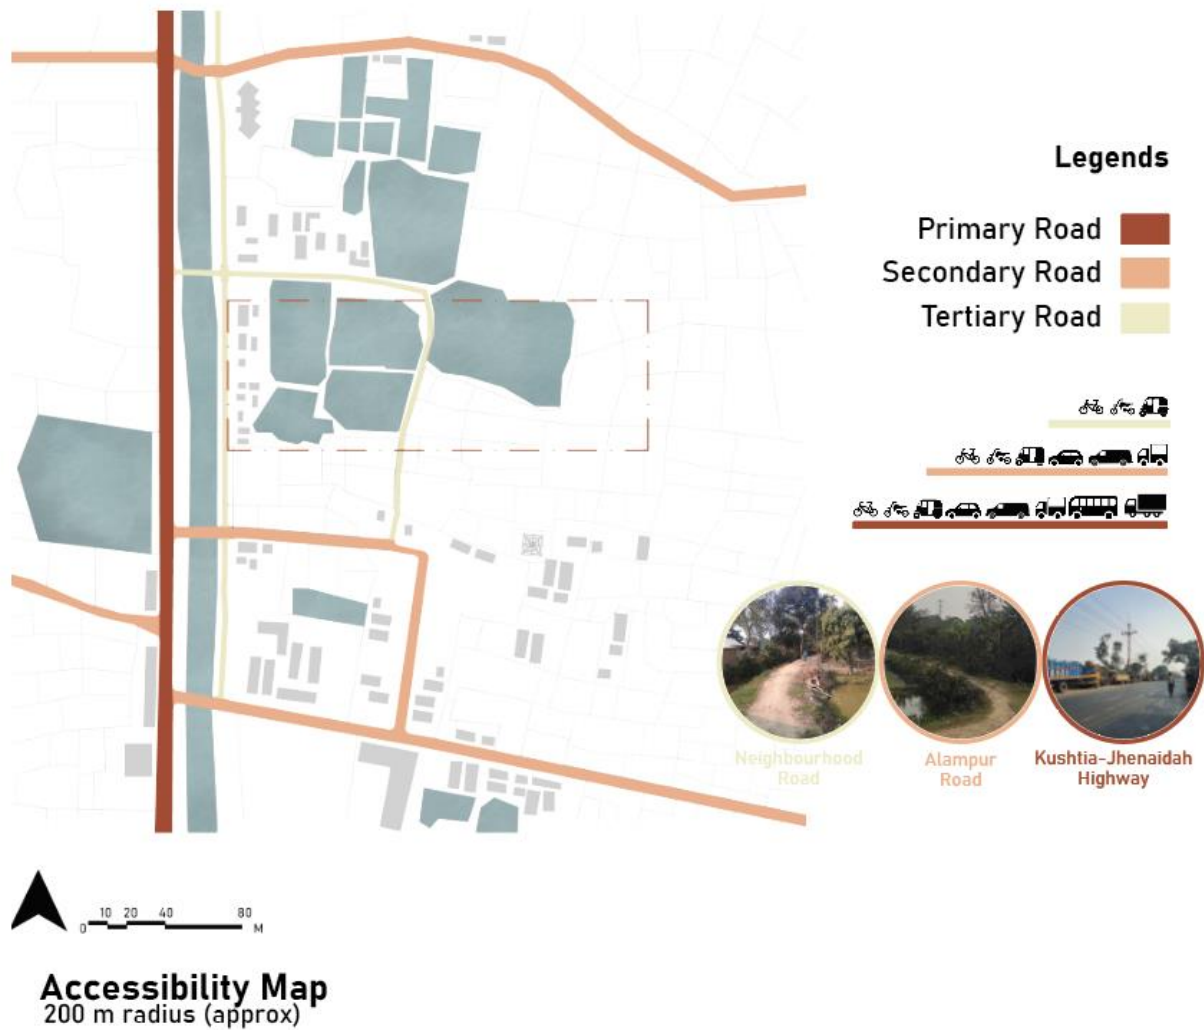 Legends
Primary Road
Secondary Road
Tertiary Road
Neighbourhood
Road
Alampur
Road
Kushtia-Jhenaidah
Highway
0 10 20 40 80 M
Accessibility Map
200 m radius (approx)